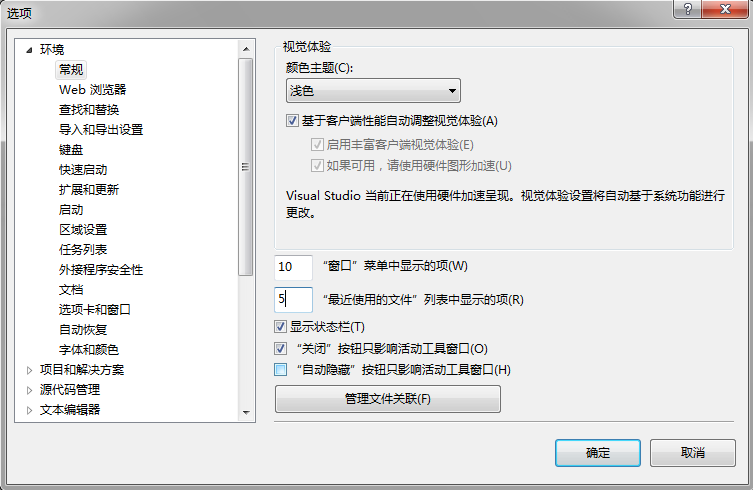 选项
环境
常规
Web 浏览器
查找和替换
导入和导出设置
键盘
快速启动
扩展和更新
启动
区域设置
任务列表
外接程序安全性
文档
选项卡和窗口
自动恢复
字体和颜色
项目和解决方案
源代码管理
文本编辑器
视觉体验
颜色主题(C):
浅色
基于客户端性能自动调整视觉体验(A)
启用丰富客户端视觉体验(E)
如果可用，请使用硬件图形加速(U)
Visual Studio 当前正在使用硬件加速呈现。视觉体验设置将自动基于系统功能进行
更改。
10 “窗口”菜单中显示的项(W)
5 “最近使用的文件”列表中显示的项(R)
显示状态栏(T)
“关闭”按钮只影响活动工具窗口(O)
“自动隐藏”按钮只影响活动工具窗口(H)
管理文件关联(F)
确定 取消